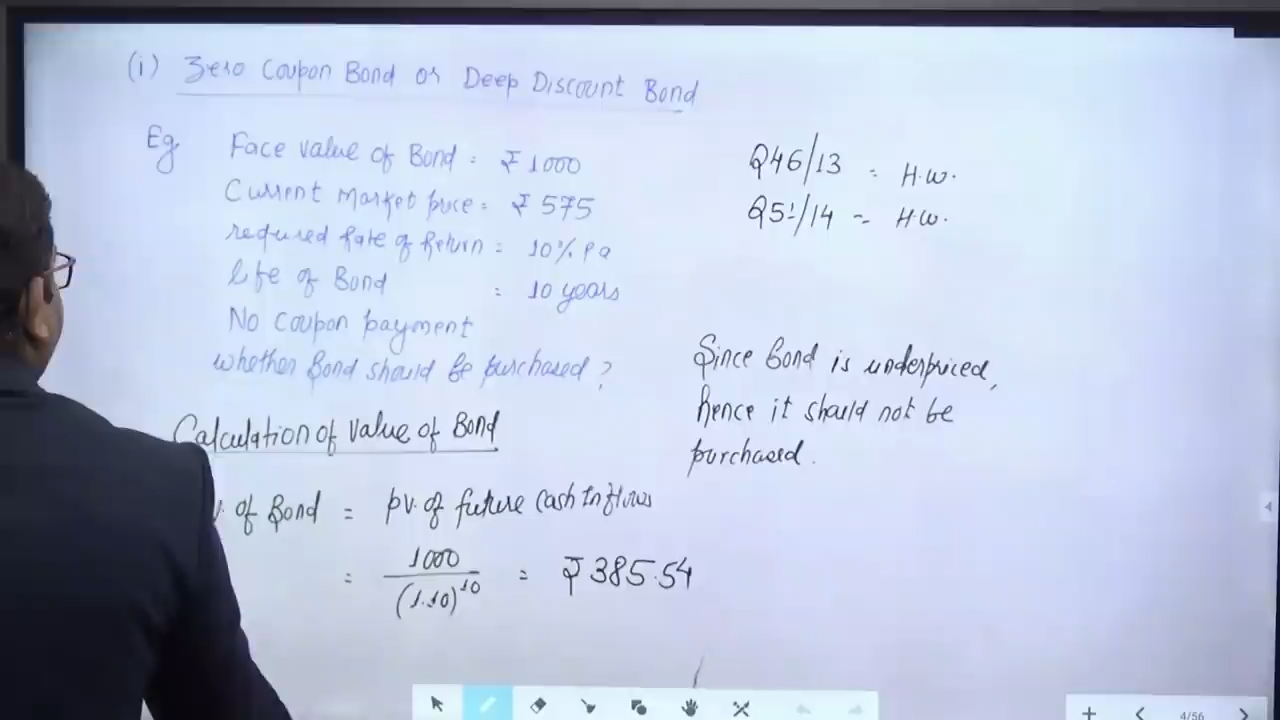 (i) Zero Coupon Bond or Deep Discount Bond
Eg Face value of Bond = ₹1000
Current Market price = ₹575
required Rate of Return = 10% Pa
life of Bond = 10 years
No coupon payment
whether Bond should be purchased ?
Calculation of value of Bond
. of Bond = p.v. of future Cash Inflows
= 1000 / (1.10)^10 = ₹385.54
Q46/13 = H.W.
Q51/14 = H.W.
Since Bond is underpriced,
hence it should not be
purchased.
4/56